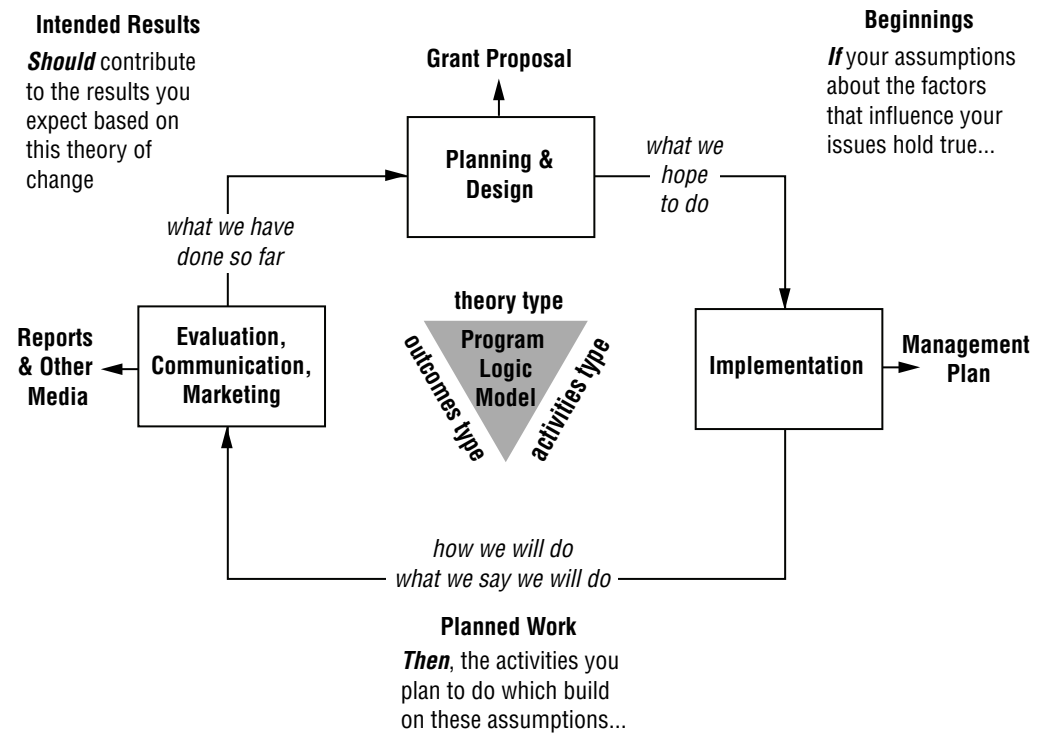 Intended Results
Should contribute
to the results you
expect based on
this theory of
change
Grant Proposal
Beginnings
If your assumptions
about the factors
that influence your
issues hold true...
Planning &
Design
what we
hope
to do
what we have
done so far
Reports
& Other
Media
Evaluation,
Communication,
Marketing
theory type
Program
Logic
Model
outcomes type
activities type
Implementation
Management
Plan
how we will do
what we say we will do
Planned Work
Then, the activities you
plan to do which build
on these assumptions...